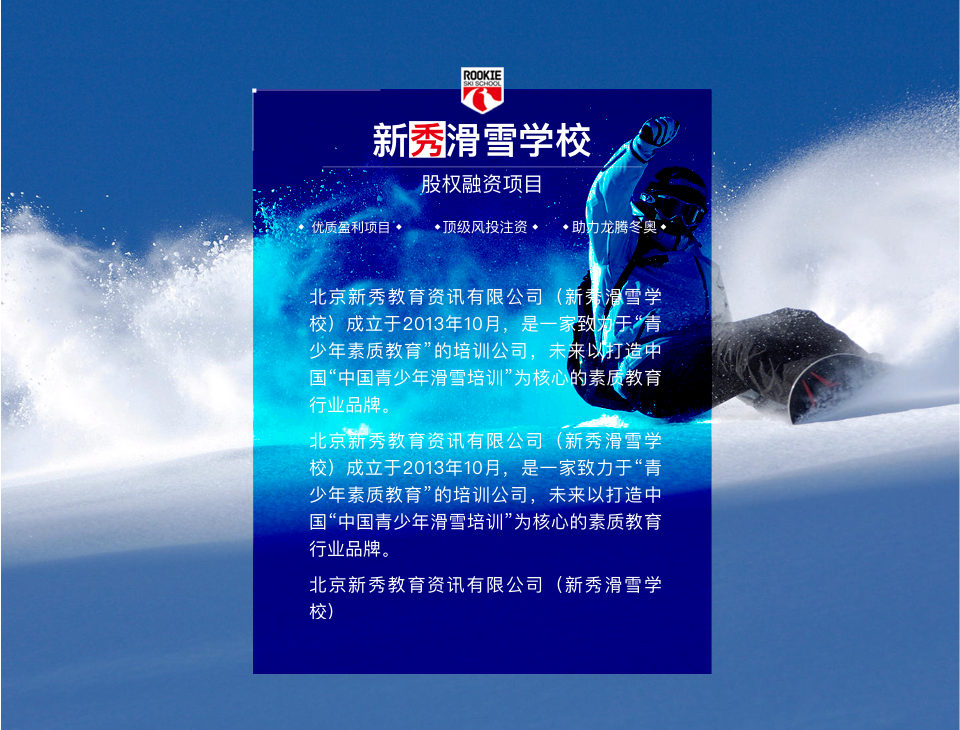 ROOKIE
SKI SCHOOL
新秀滑雪学校
股权融资项目
优质盈利项目 顶级风投注资 助力龙腾冬奥
北京新秀教育资讯有限公司（新秀滑雪学
校）成立于2013年10月，是一家致力于“青
少年素质教育”的培训公司，未来以打造中
国“中国青少年滑雪培训”为核心的素质教育
行业品牌。
北京新秀教育资讯有限公司（新秀滑雪学
校）成立于2013年10月，是一家致力于“青
少年素质教育”的培训公司，未来以打造中
国“中国青少年滑雪培训”为核心的素质教育
行业品牌。
北京新秀教育资讯有限公司（新秀滑雪学
校）